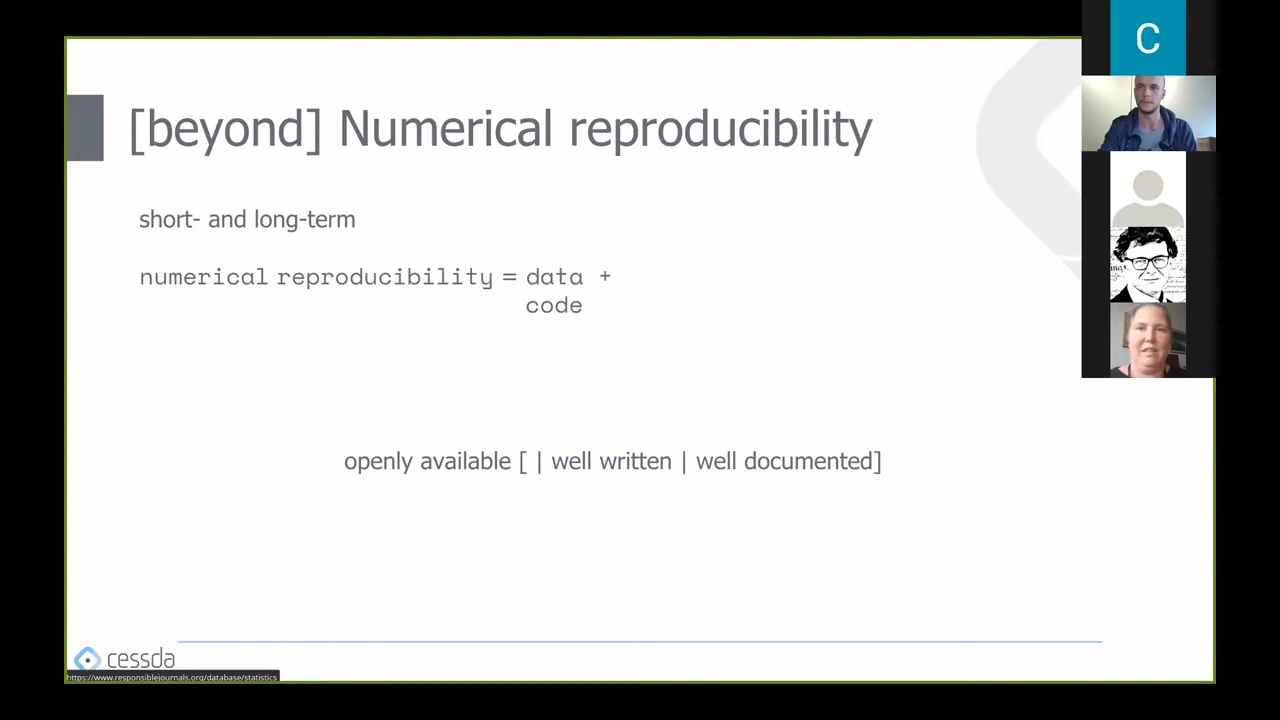 C
[beyond] Numerical reproducibility
short- and long-term
numerical reproducibility = data +
code
openly available [ | well written | well documented]
cessda
https://www.responsiblejournals.org/database/statistics